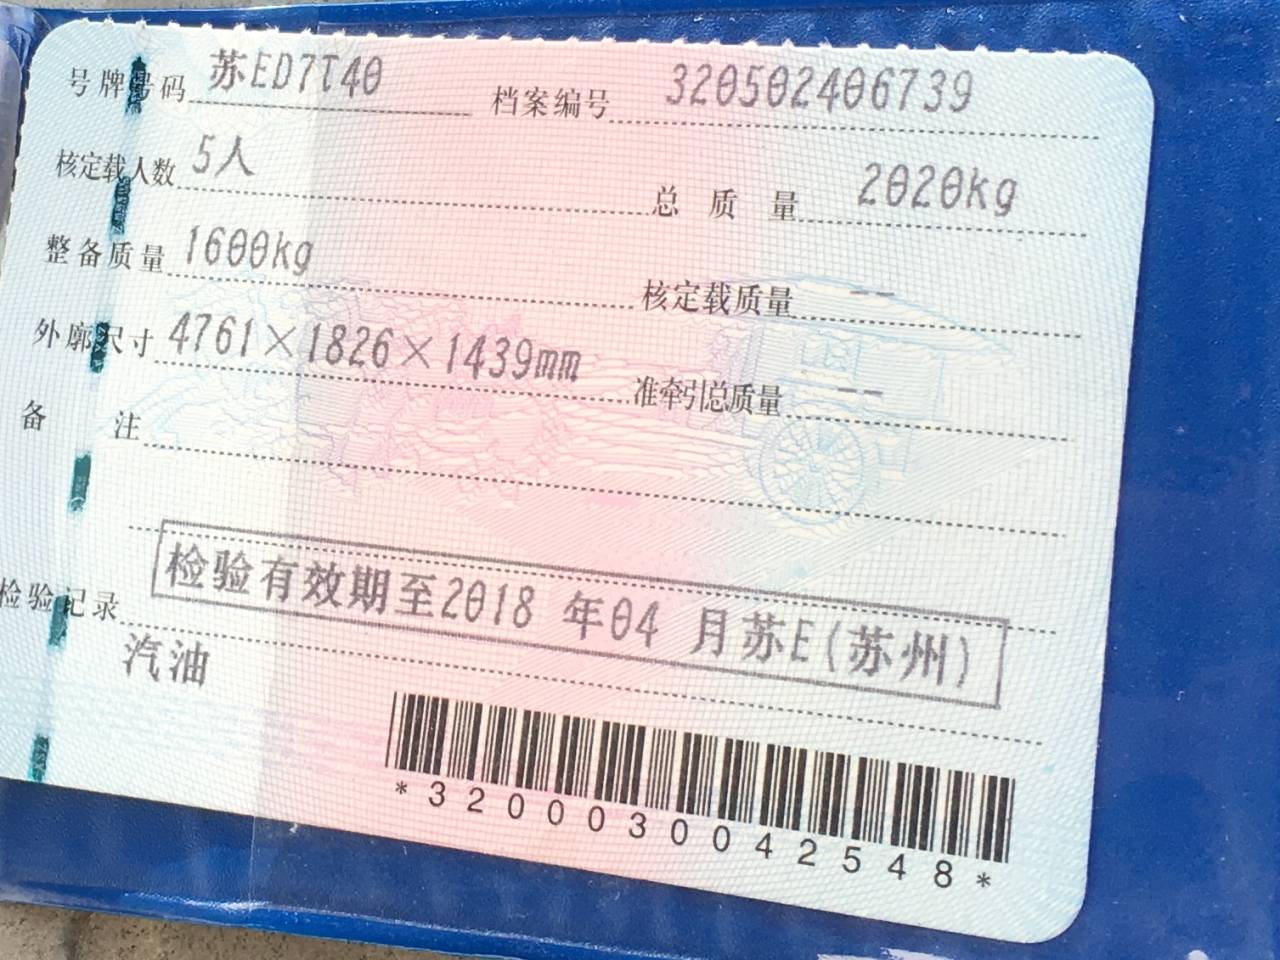 号牌号码 苏ED7T40 档案编号 320502406739
核定载人数 5人 总质量 2020kg
整备质量 1600kg 核定载质量 --
外廓尺寸 4761×1826×1439mm 准牵引总质量 --
备注
检验记录 检验有效期至2018 年04 月苏E(苏州)
汽油
*3200030042548*